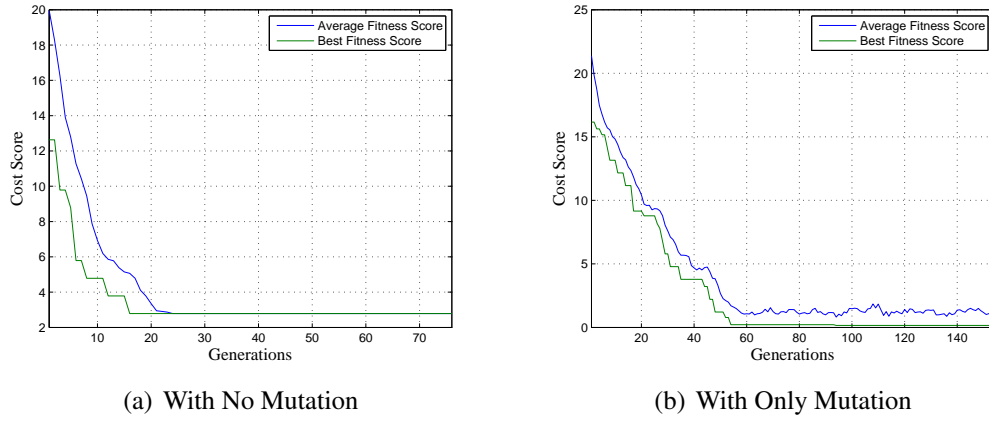 20
18
16
14
12
10
8
6
4
2
Cost Score
10 20 30 40 50 60 70
Generations
Average Fitness Score
Best Fitness Score
(a) With No Mutation
25
20
15
10
5
0
Cost Score
20 40 60 80 100 120 140
Generations
Average Fitness Score
Best Fitness Score
(b) With Only Mutation